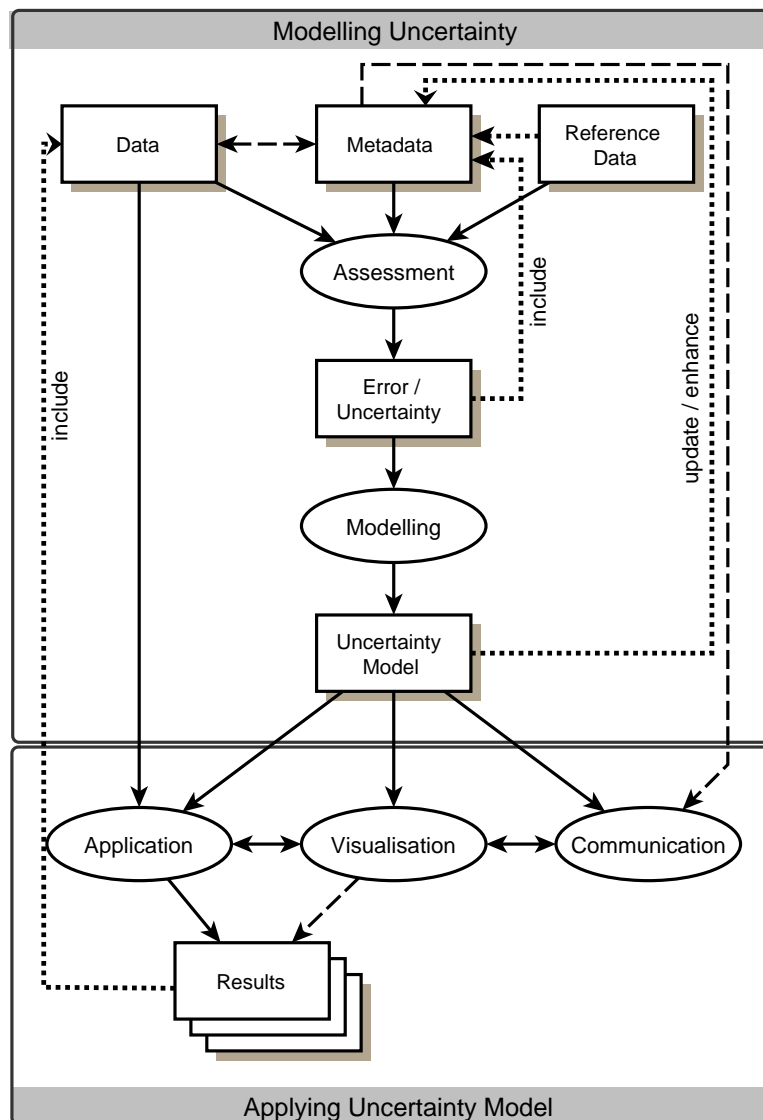 Modelling Uncertainty
Data
Metadada
Reference
Data
Assessment
include
Error /
Uncertainty
include
update / enhance
Modelling
Uncertainty
Model
Application
Visualisation
Communication
Results
Applying Uncertainty Model